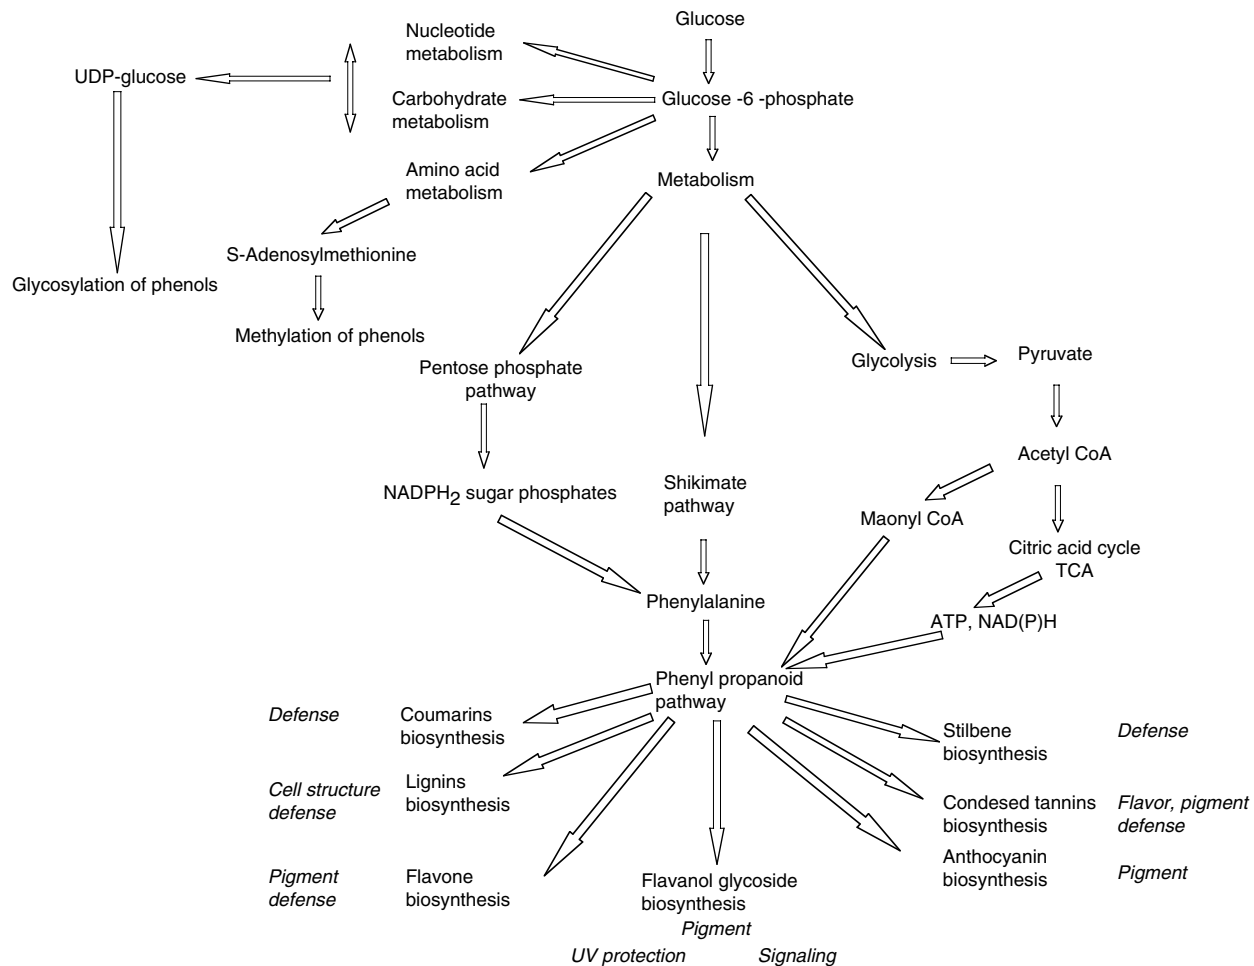 Glucose
Nucleotide
metabolism
UDP-glucose
Carbohydrate
metabolism
Glucose -6 -phosphate
Amino acid
metabolism
Metabolism
S-Adenosylmethionine
Glycosylation of phenols
Methylation of phenols
Pentose phosphate
pathway
Glycolysis
Pyruvate
Acetyl CoA
NADPH2 sugar phosphates
Shikimate
pathway
Maonyl CoA
Citric acid cycle
TCA
Phenylalanine
ATP, NAD(P)H
Phenyl propanoid
pathway
Defense
Coumarins
biosynthesis
Stilbene
biosynthesis
Defense
Cell structure
defense
Lignins
biosynthesis
Condesed tannins
biosynthesis
Flavor, pigment
defense
Pigment
defense
Flavone
biosynthesis
Flavanol glycoside
biosynthesis
Anthocyanin
biosynthesis
Pigment
Pigment
UV protection
Signaling